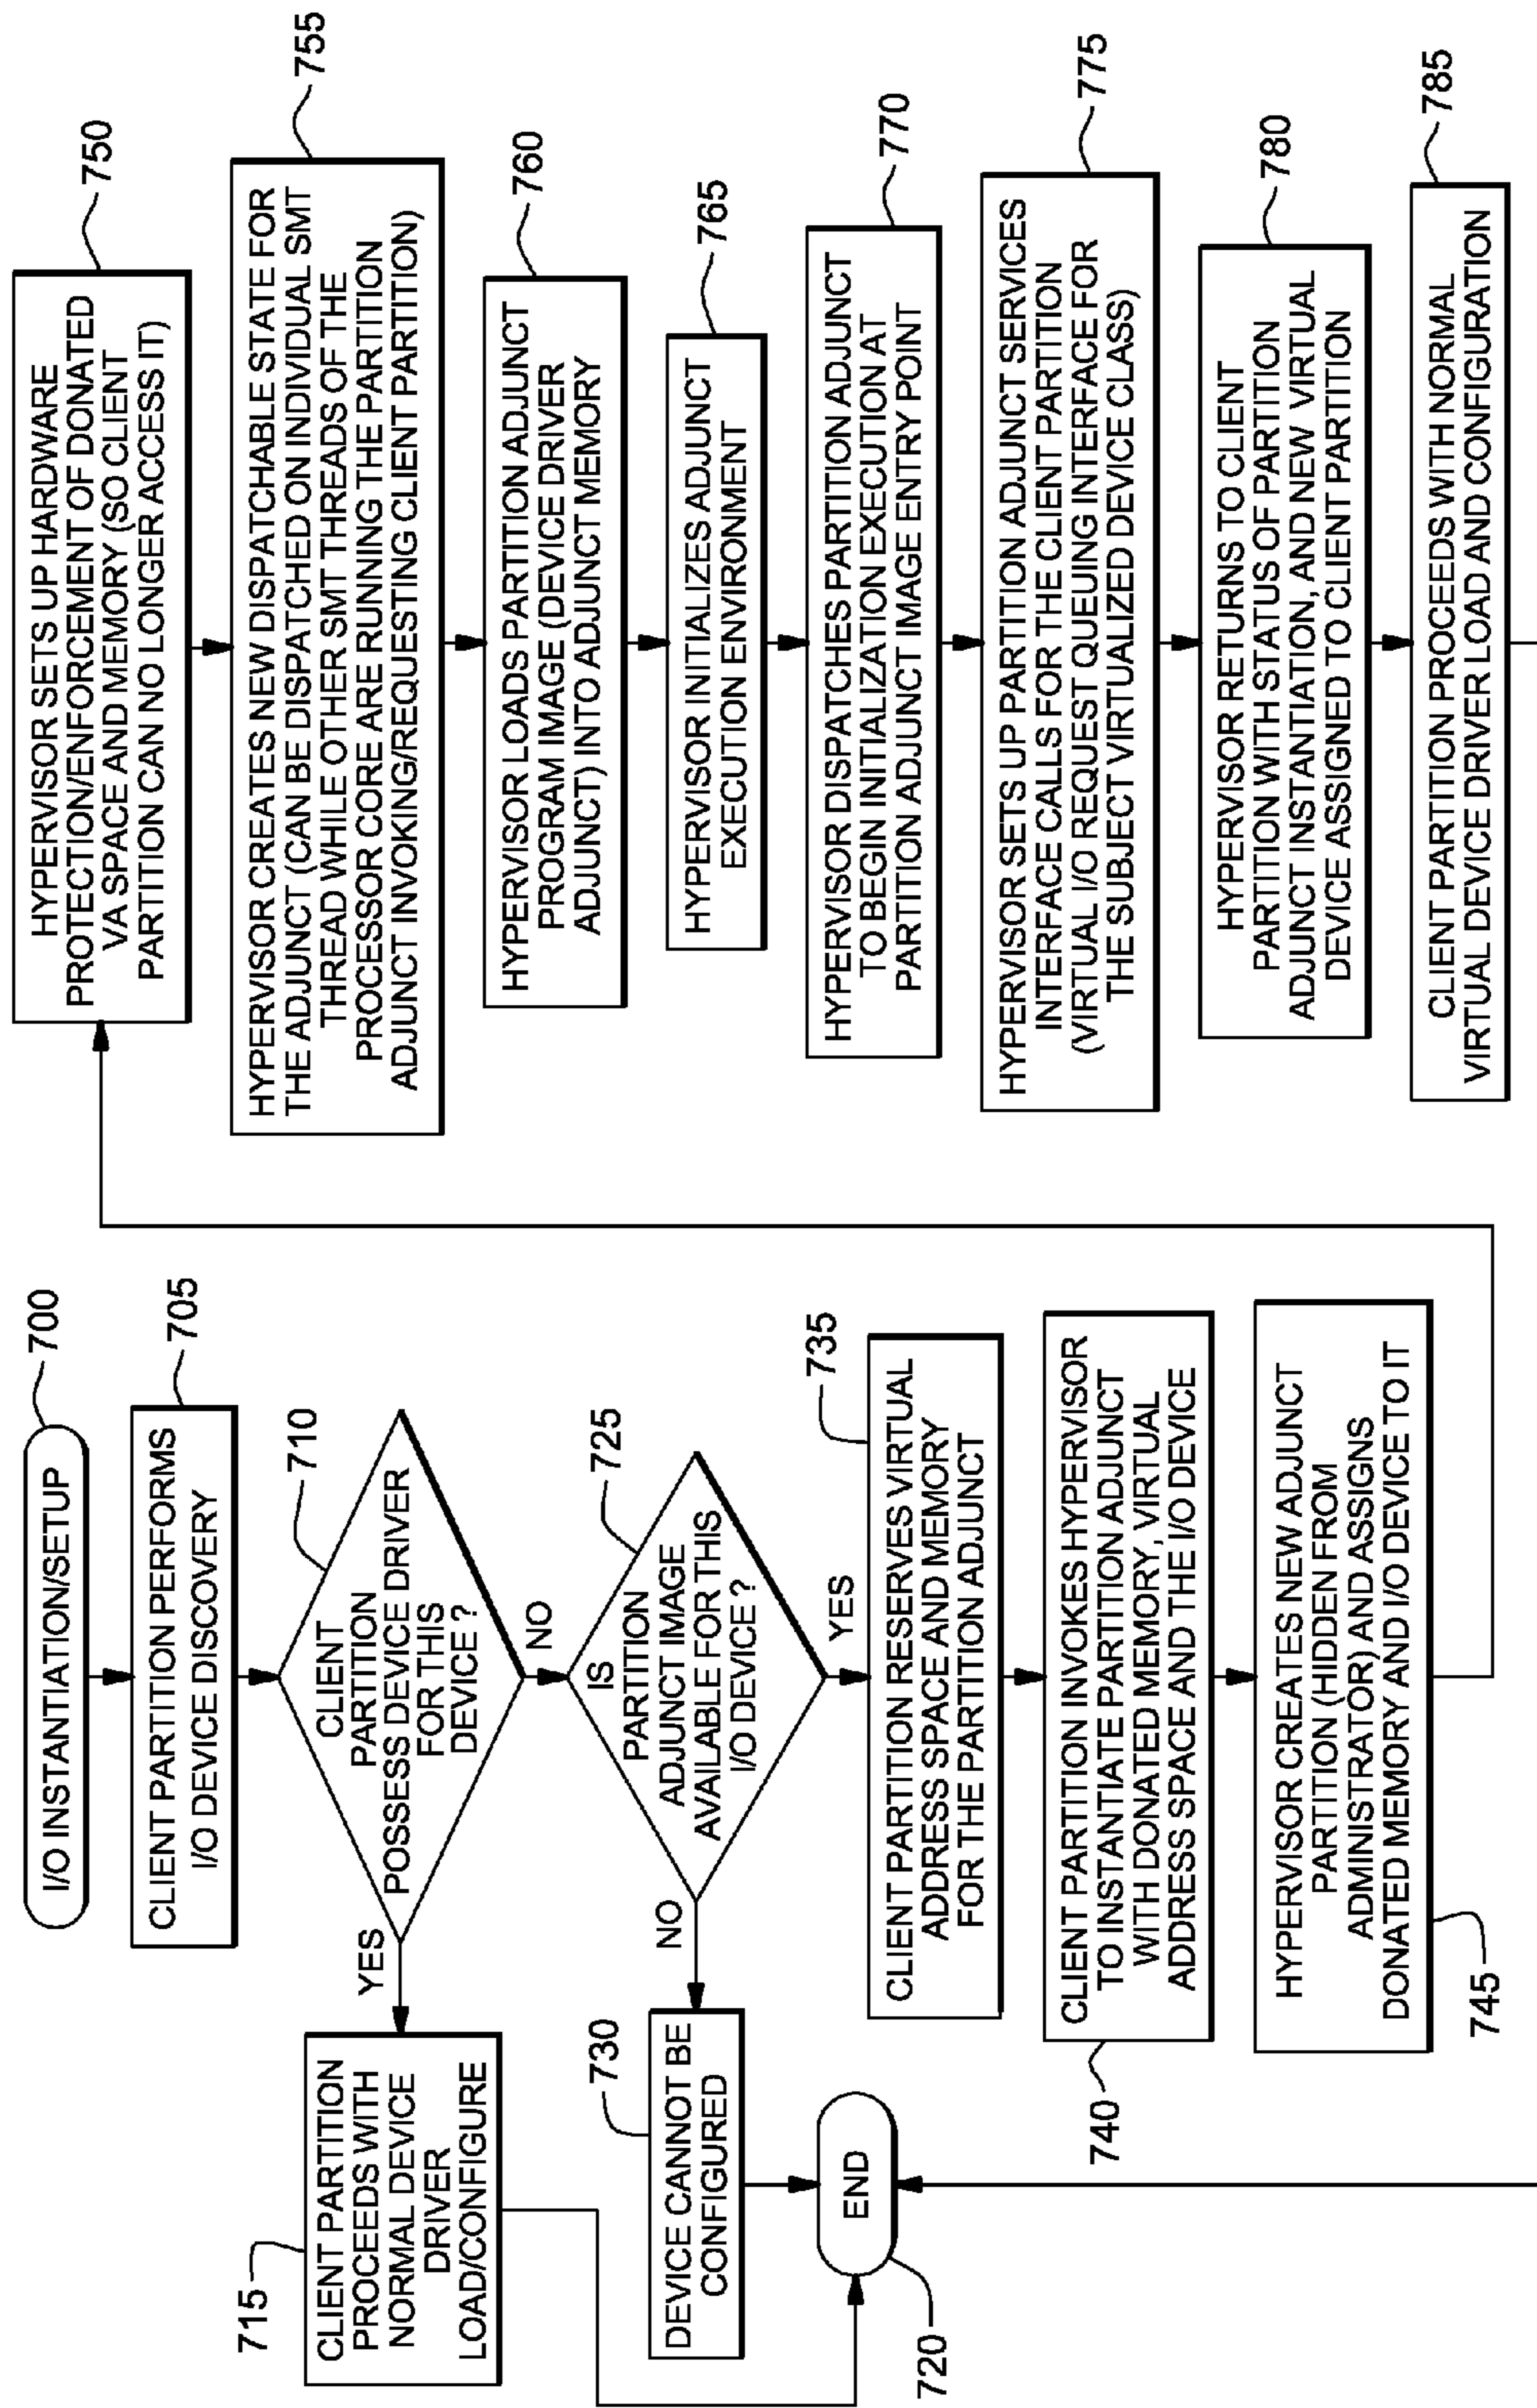 I/O INSTANTIATION/SETUP
700
CLIENT PARTITION PERFORMS
I/O DEVICE DISCOVERY
705
CLIENT
PARTITION
POSSESS DEVICE DRIVER
FOR THIS
DEVICE ?
710
YES
NO
CLIENT PARTITION
PROCEEDS WITH
NORMAL DEVICE
DRIVER
LOAD/CONFIGURE
715
IS
PARTITION
ADJUNCT IMAGE
AVAILABLE FOR THIS
I/O DEVICE ?
725
NO
YES
DEVICE CANNOT BE
CONFIGURED
730
END
720
CLIENT PARTITION RESERVES VIRTUAL
ADDRESS SPACE AND MEMORY
FOR THE PARTITION ADJUNCT
735
CLIENT PARTITION INVOKES HYPERVISOR
TO INSTANTIATE PARTITION ADJUNCT
WITH DONATED MEMORY, VIRTUAL
ADDRESS SPACE AND THE I/O DEVICE
740
HYPERVISOR CREATES NEW ADJUNCT
PARTITION (HIDDEN FROM
ADMINISTRATOR) AND ASSIGNS
DONATED MEMORY AND I/O DEVICE TO IT
745
HYPERVISOR SETS UP HARDWARE
PROTECTION/ENFORCEMENT OF DONATED
VA SPACE AND MEMORY (SO CLIENT
PARTITION CAN NO LONGER ACCESS IT)
750
HYPERVISOR CREATES NEW DISPATCHABLE STATE FOR
THE ADJUNCT (CAN BE DISPATCHED ON INDIVIDUAL SMT
THREAD WHILE OTHER SMT THREADS OF THE
PROCESSOR CORE ARE RUNNING THE PARTITION
ADJUNCT INVOKING/REQUESTING CLIENT PARTITION)
755
HYPERVISOR LOADS PARTITION ADJUNCT
PROGRAM IMAGE (DEVICE DRIVER
ADJUNCT) INTO ADJUNCT MEMORY
760
HYPERVISOR INITIALIZES ADJUNCT
EXECUTION ENVIRONMENT
765
HYPERVISOR DISPATCHES PARTITION ADJUNCT
TO BEGIN INITIALIZATION EXECUTION AT
PARTITION ADJUNCT IMAGE ENTRY POINT
770
HYPERVISOR SETS UP PARTITION ADJUNCT SERVICES
INTERFACE CALLS FOR THE CLIENT PARTITION
(VIRTUAL I/O REQUEST QUEUING INTERFACE FOR
THE SUBJECT VIRTUALIZED DEVICE CLASS)
775
HYPERVISOR RETURNS TO CLIENT
PARTITION WITH STATUS OF PARTITION
ADJUNCT INSTANTIATION, AND NEW VIRTUAL
DEVICE ASSIGNED TO CLIENT PARTITION
780
CLIENT PARTITION PROCEEDS WITH NORMAL
VIRTUAL DEVICE DRIVER LOAD AND CONFIGURATION
785